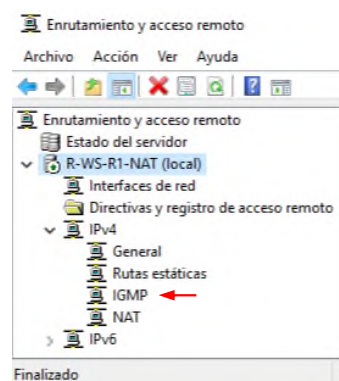 Enrutamiento y acceso remoto
Archivo Acción Ver Ayuda
Enrutamiento y acceso remoto
Estado del servidor
R-WS-R1-NAT (local)
Interfaces de red
Directivas y registro de acceso remoto
IPv4
General
Rutas estáticas
IGMP
NAT
IPv6
Finalizado